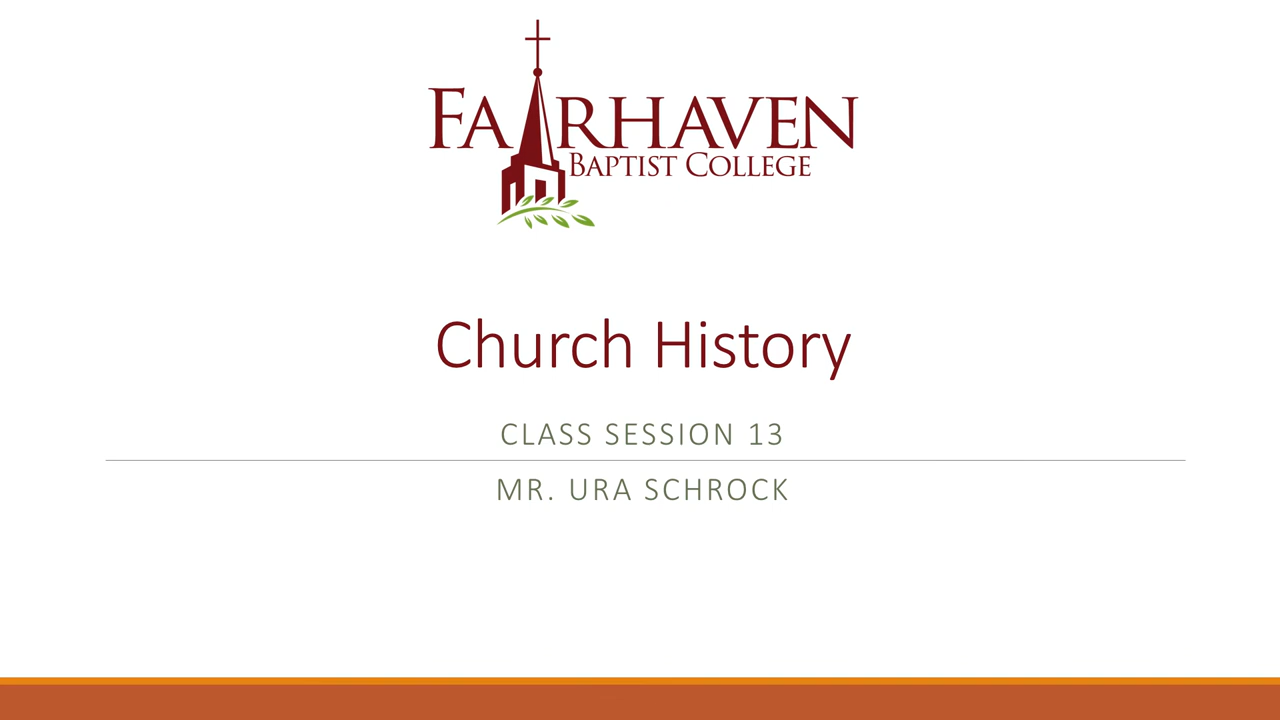 FAIRHAVEN
BAPTIST COLLEGE
Church History
CLASS SESSION 13
MR. URA SCHROCK